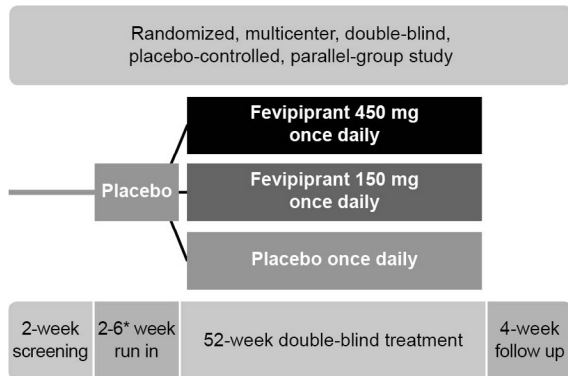 Randomized, multicenter, double-blind,
placebo-controlled, parallel-group study
Fevipiprant 450 mg
once daily
Placebo
Fevipiprant 150 mg
once daily
Placebo once daily
2-week
screening
2-6* week
run in
52-week double-blind treatment
4-week
follow up